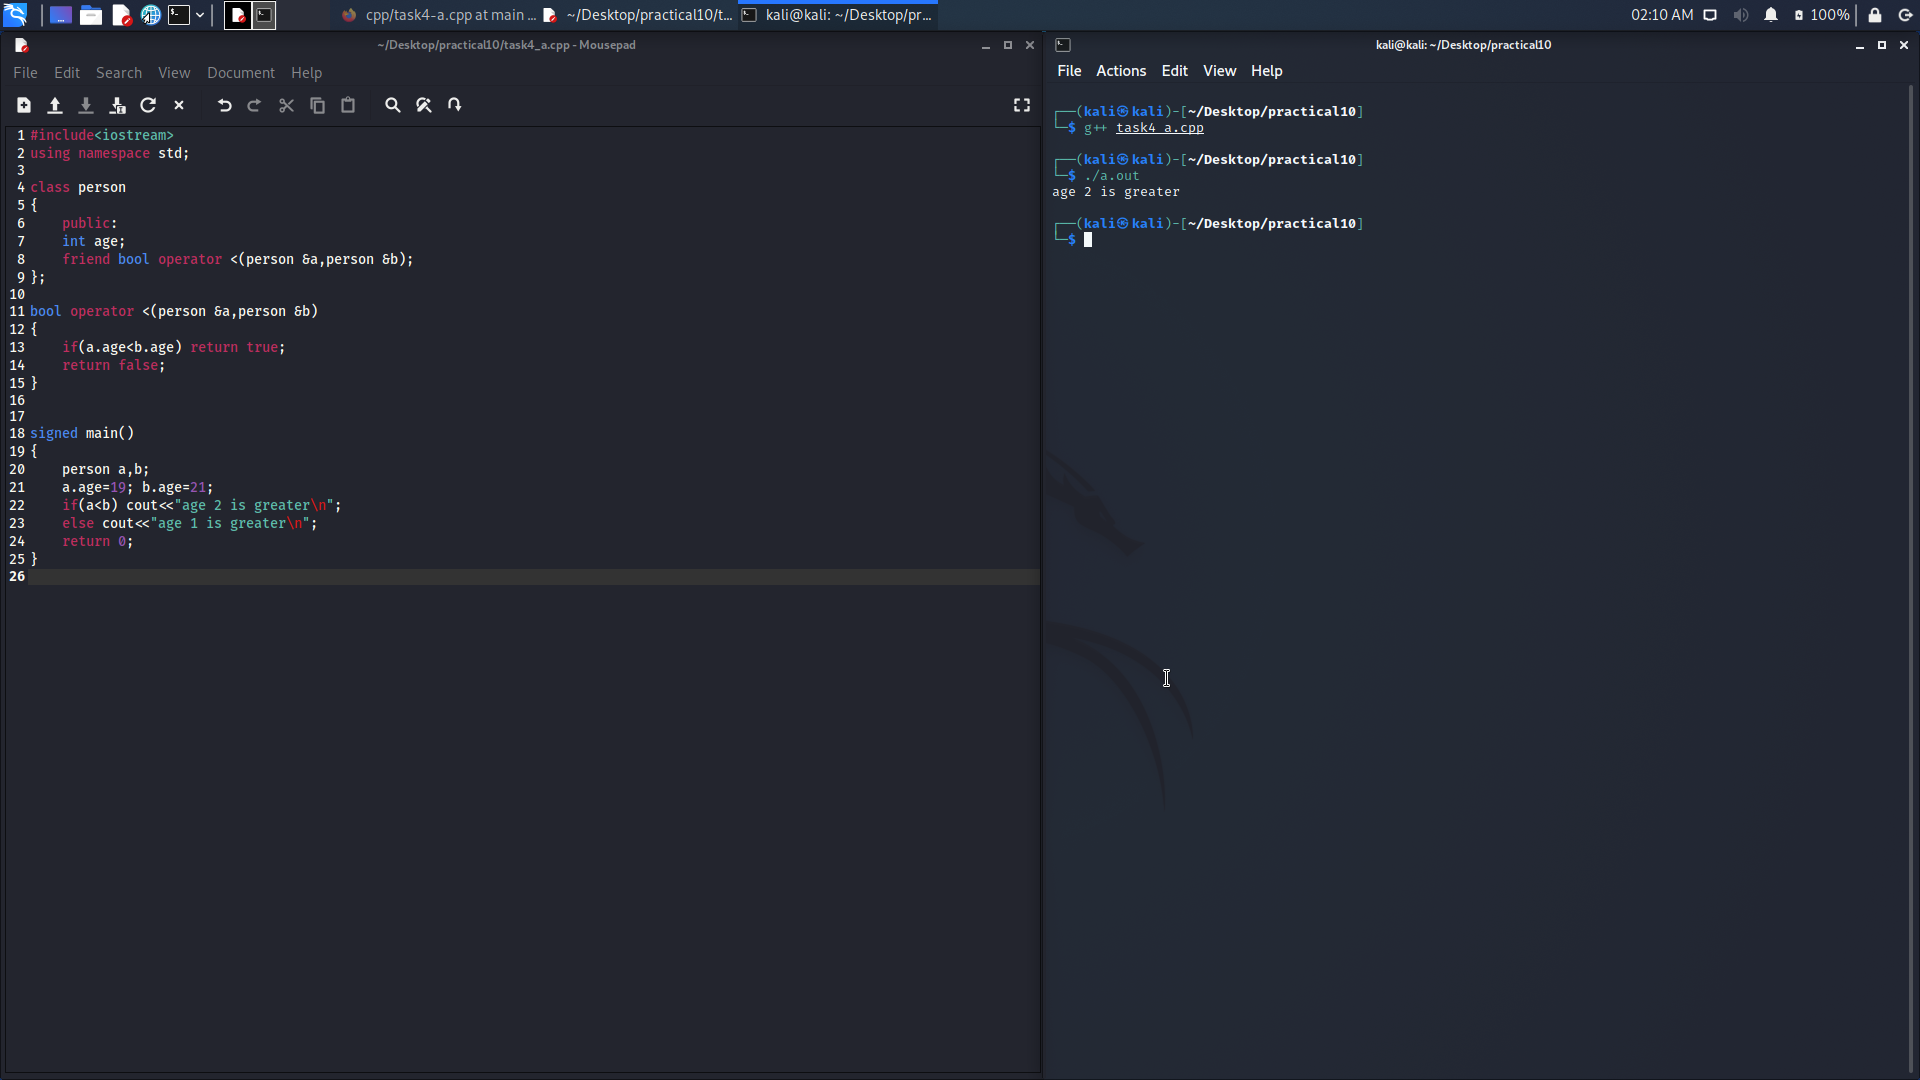 cpp/task4-a.cpp at main ... ~/Desktop/practical10/t... kali@kali: ~/Desktop/pr... 02:10 AM 100%
~/Desktop/practical10/task4_a.cpp - Mousepad
File Edit Search View Document Help
1 #include<iostream>
2 using namespace std;
3
4 class person
5 {
6     public:
7     int age;
8     friend bool operator <(person &a,person &b);
9 };
10
11 bool operator <(person &a,person &b)
12 {
13     if(a.age<b.age) return true;
14     return false;
15 }
16
17
18 signed main()
19 {
20     person a,b;
21     a.age=19; b.age=21;
22     if(a<b) cout<<"age 2 is greater\n";
23     else cout<<"age 1 is greater\n";
24     return 0;
25 }
26
kali@kali: ~/Desktop/practical10
File Actions Edit View Help
┌──(kali㉿kali)-[~/Desktop/practical10]
└─$ g++ task4_a.cpp
┌──(kali㉿kali)-[~/Desktop/practical10]
└─$ ./a.out
age 2 is greater
┌──(kali㉿kali)-[~/Desktop/practical10]
└─$